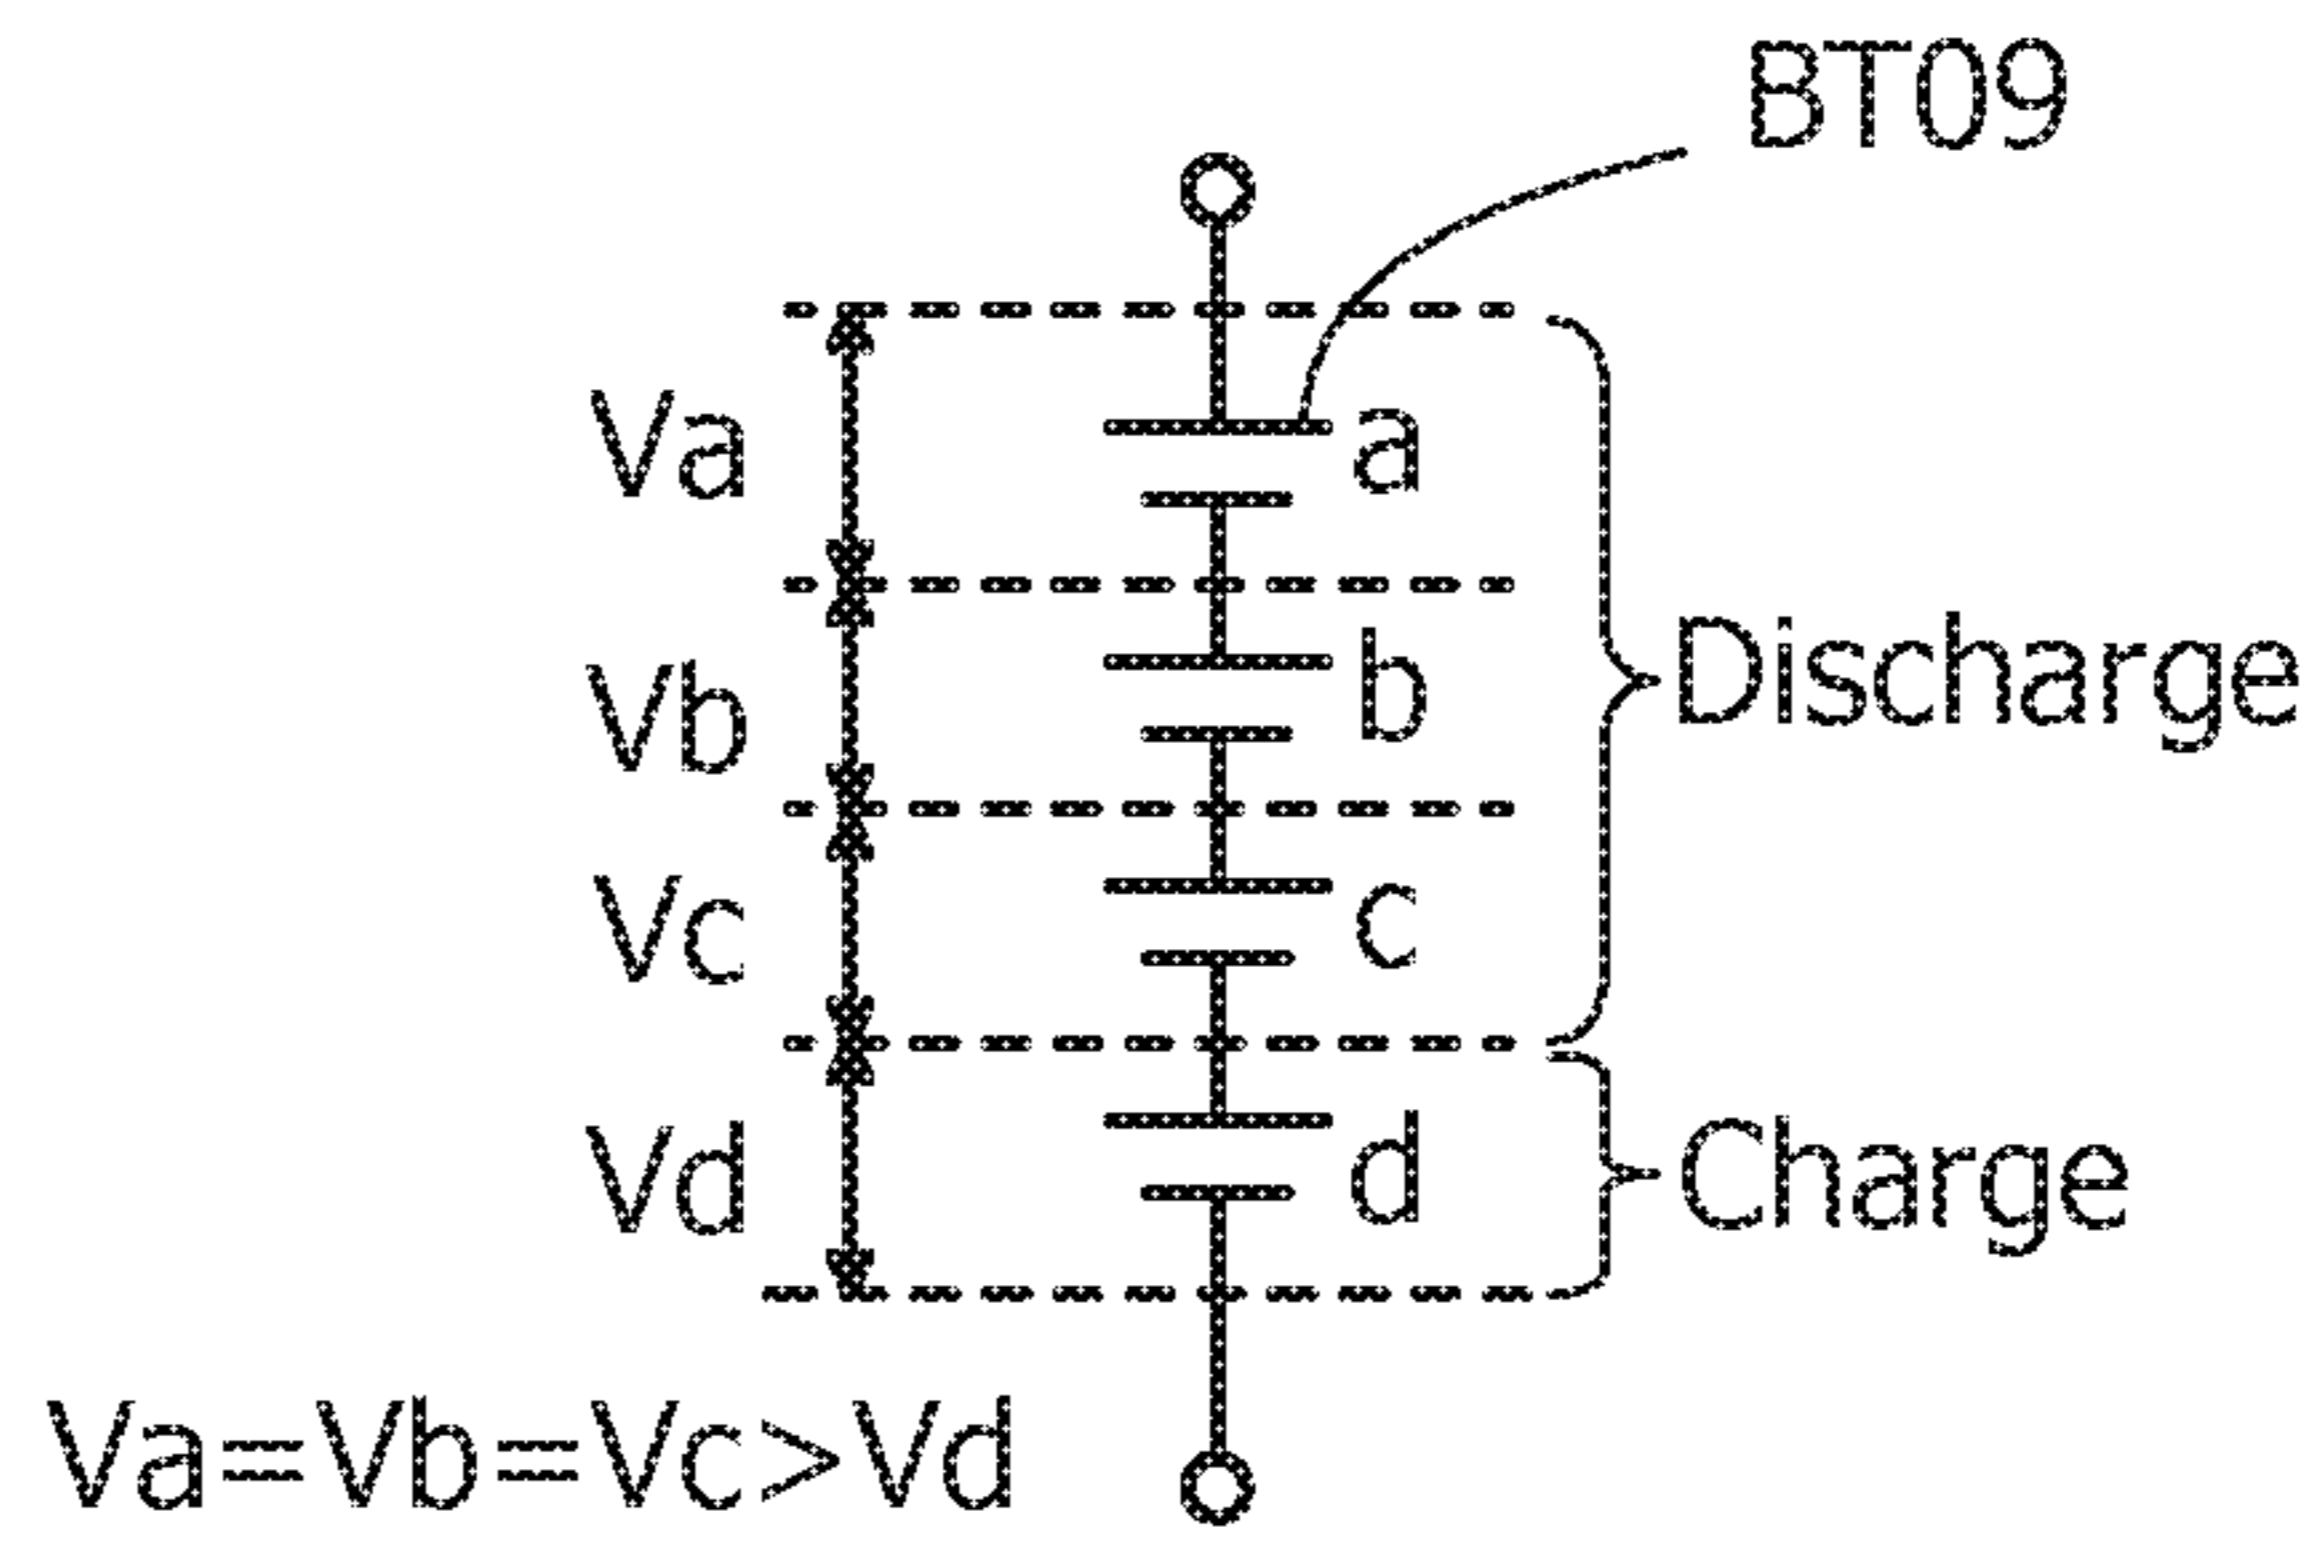 BT09
Va
a
Vb
b
Discharge
Vc
c
Vd
d
Charge
Va=Vb=Vc>Vd